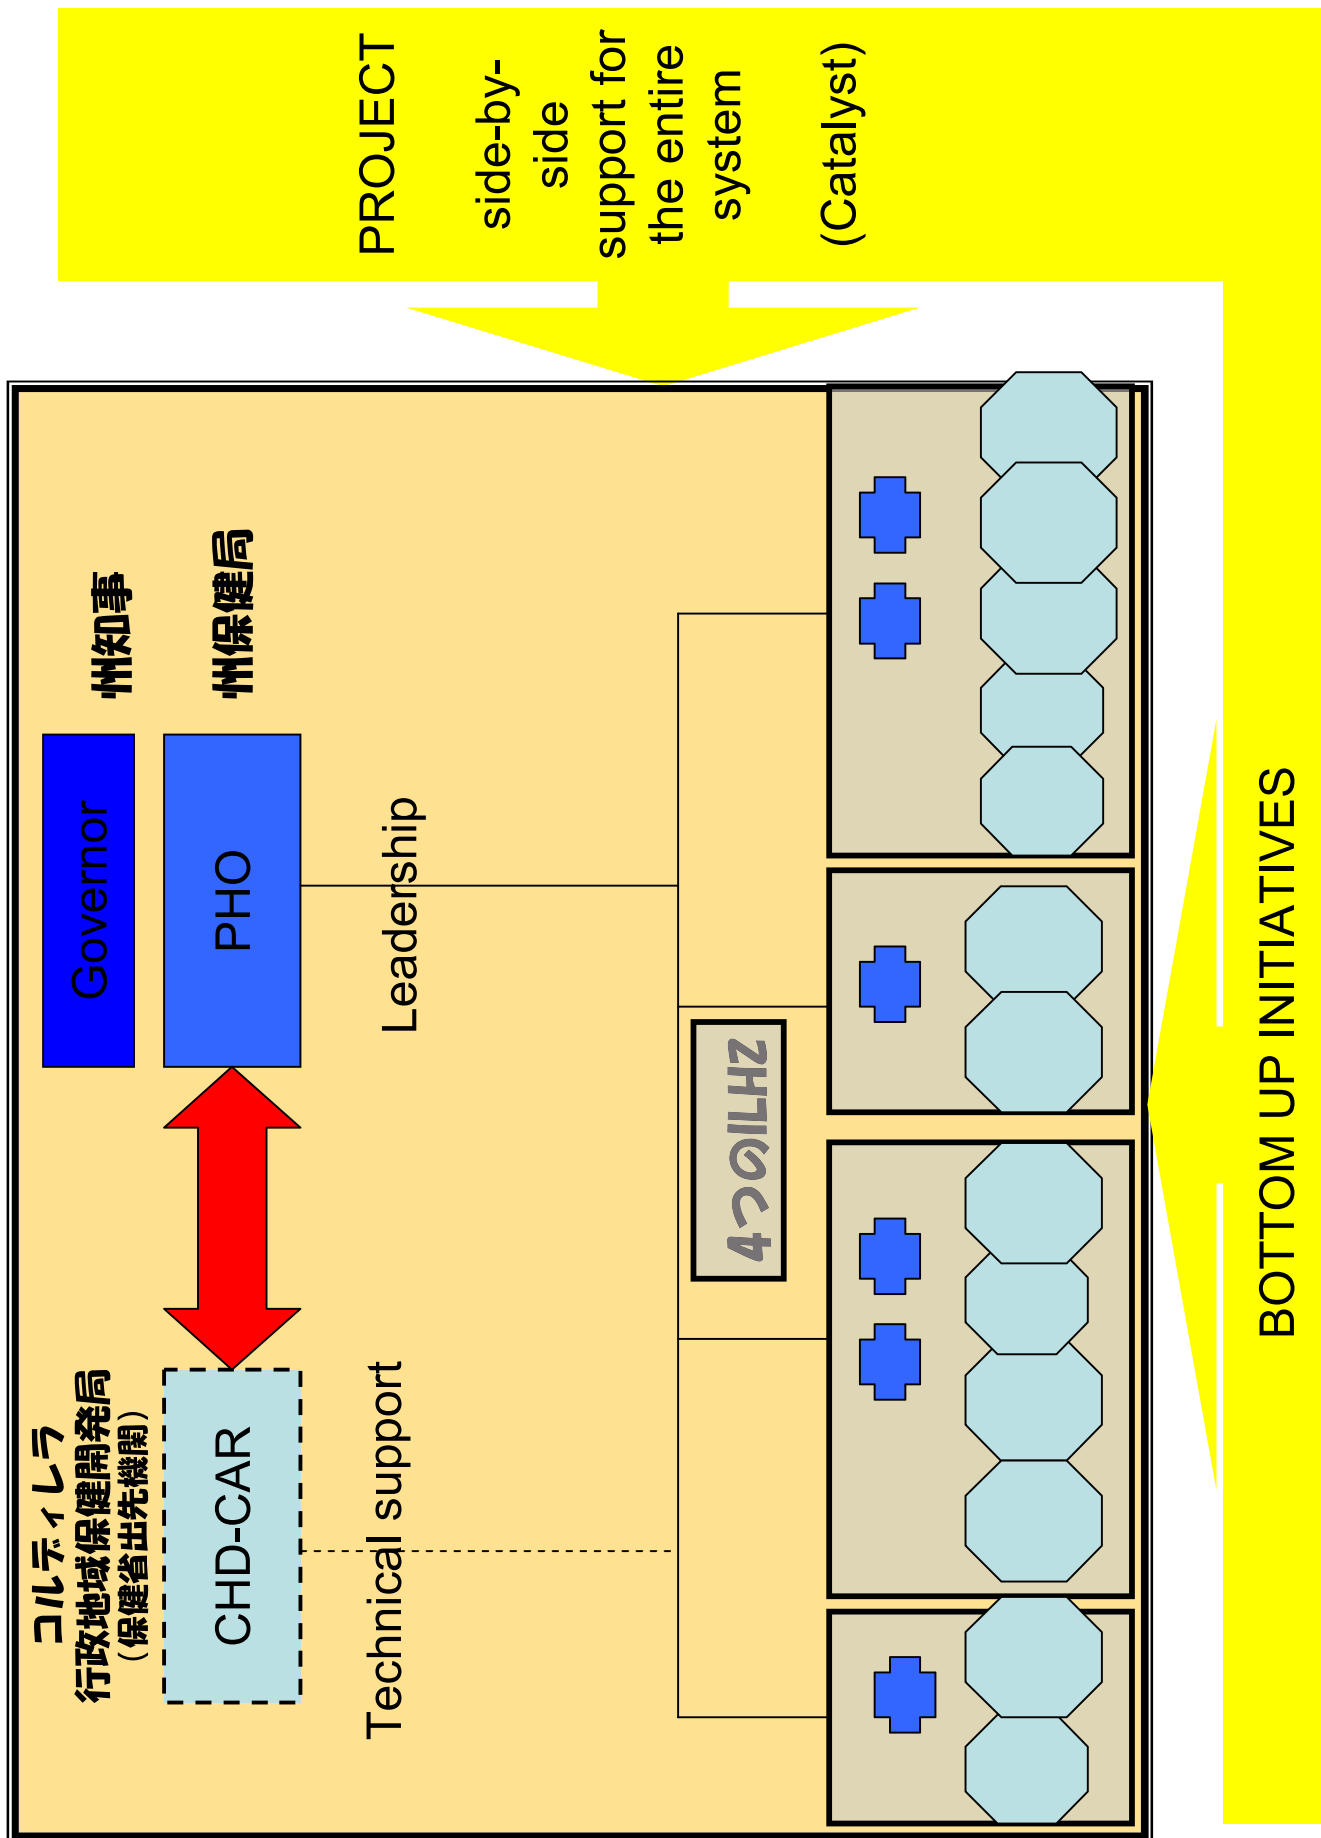 コルディレラ
行政地域保健開発局
（保健省出先機関）
CHD-CAR
Technical support
Governor
州知事
PHO
州保健局
Leadership
4つのILHZ
PROJECT
side-by-
side
support for
the entire
system
(Catalyst)
BOTTOM UP INITIATIVES